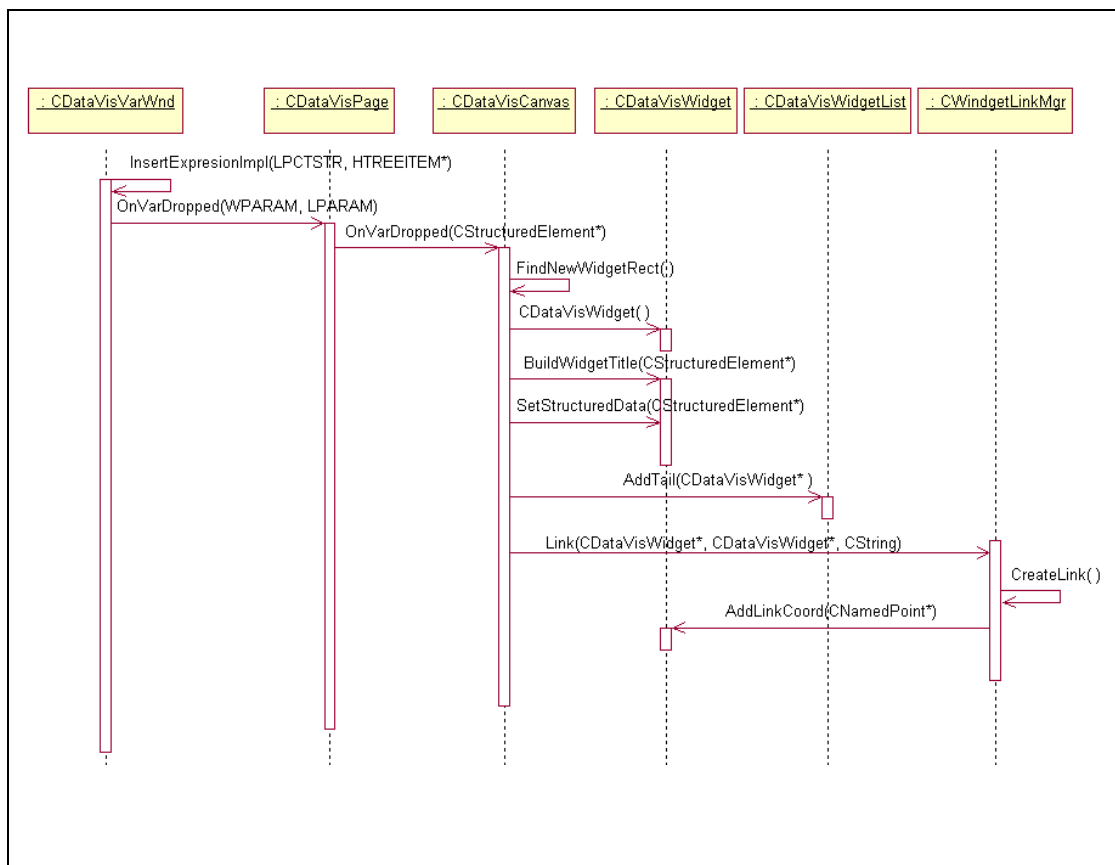 : CDataVisVarWnd
: CDataVisPage
: CDataVisCanvas
: CDataVisWidget
: CDataVisWidgetList
: CWindgetLinkMgr
InsertExpresionImpl(LPCTSTR, HTREEITEM*)
OnVarDropped(WPARAM, LPARAM)
OnVarDropped(CStructuredElement*)
FindNewWidgetRect( )
CDataVisWidget( )
BuildWidgetTitle(CStructuredElement*)
SetStructuredData(CStructuredElement*)
AddTail(CDataVisWidget* )
Link(CDataVisWidget*, CDataVisWidget*, CString)
CreateLink( )
AddLinkCoord(CNamedPoint*)